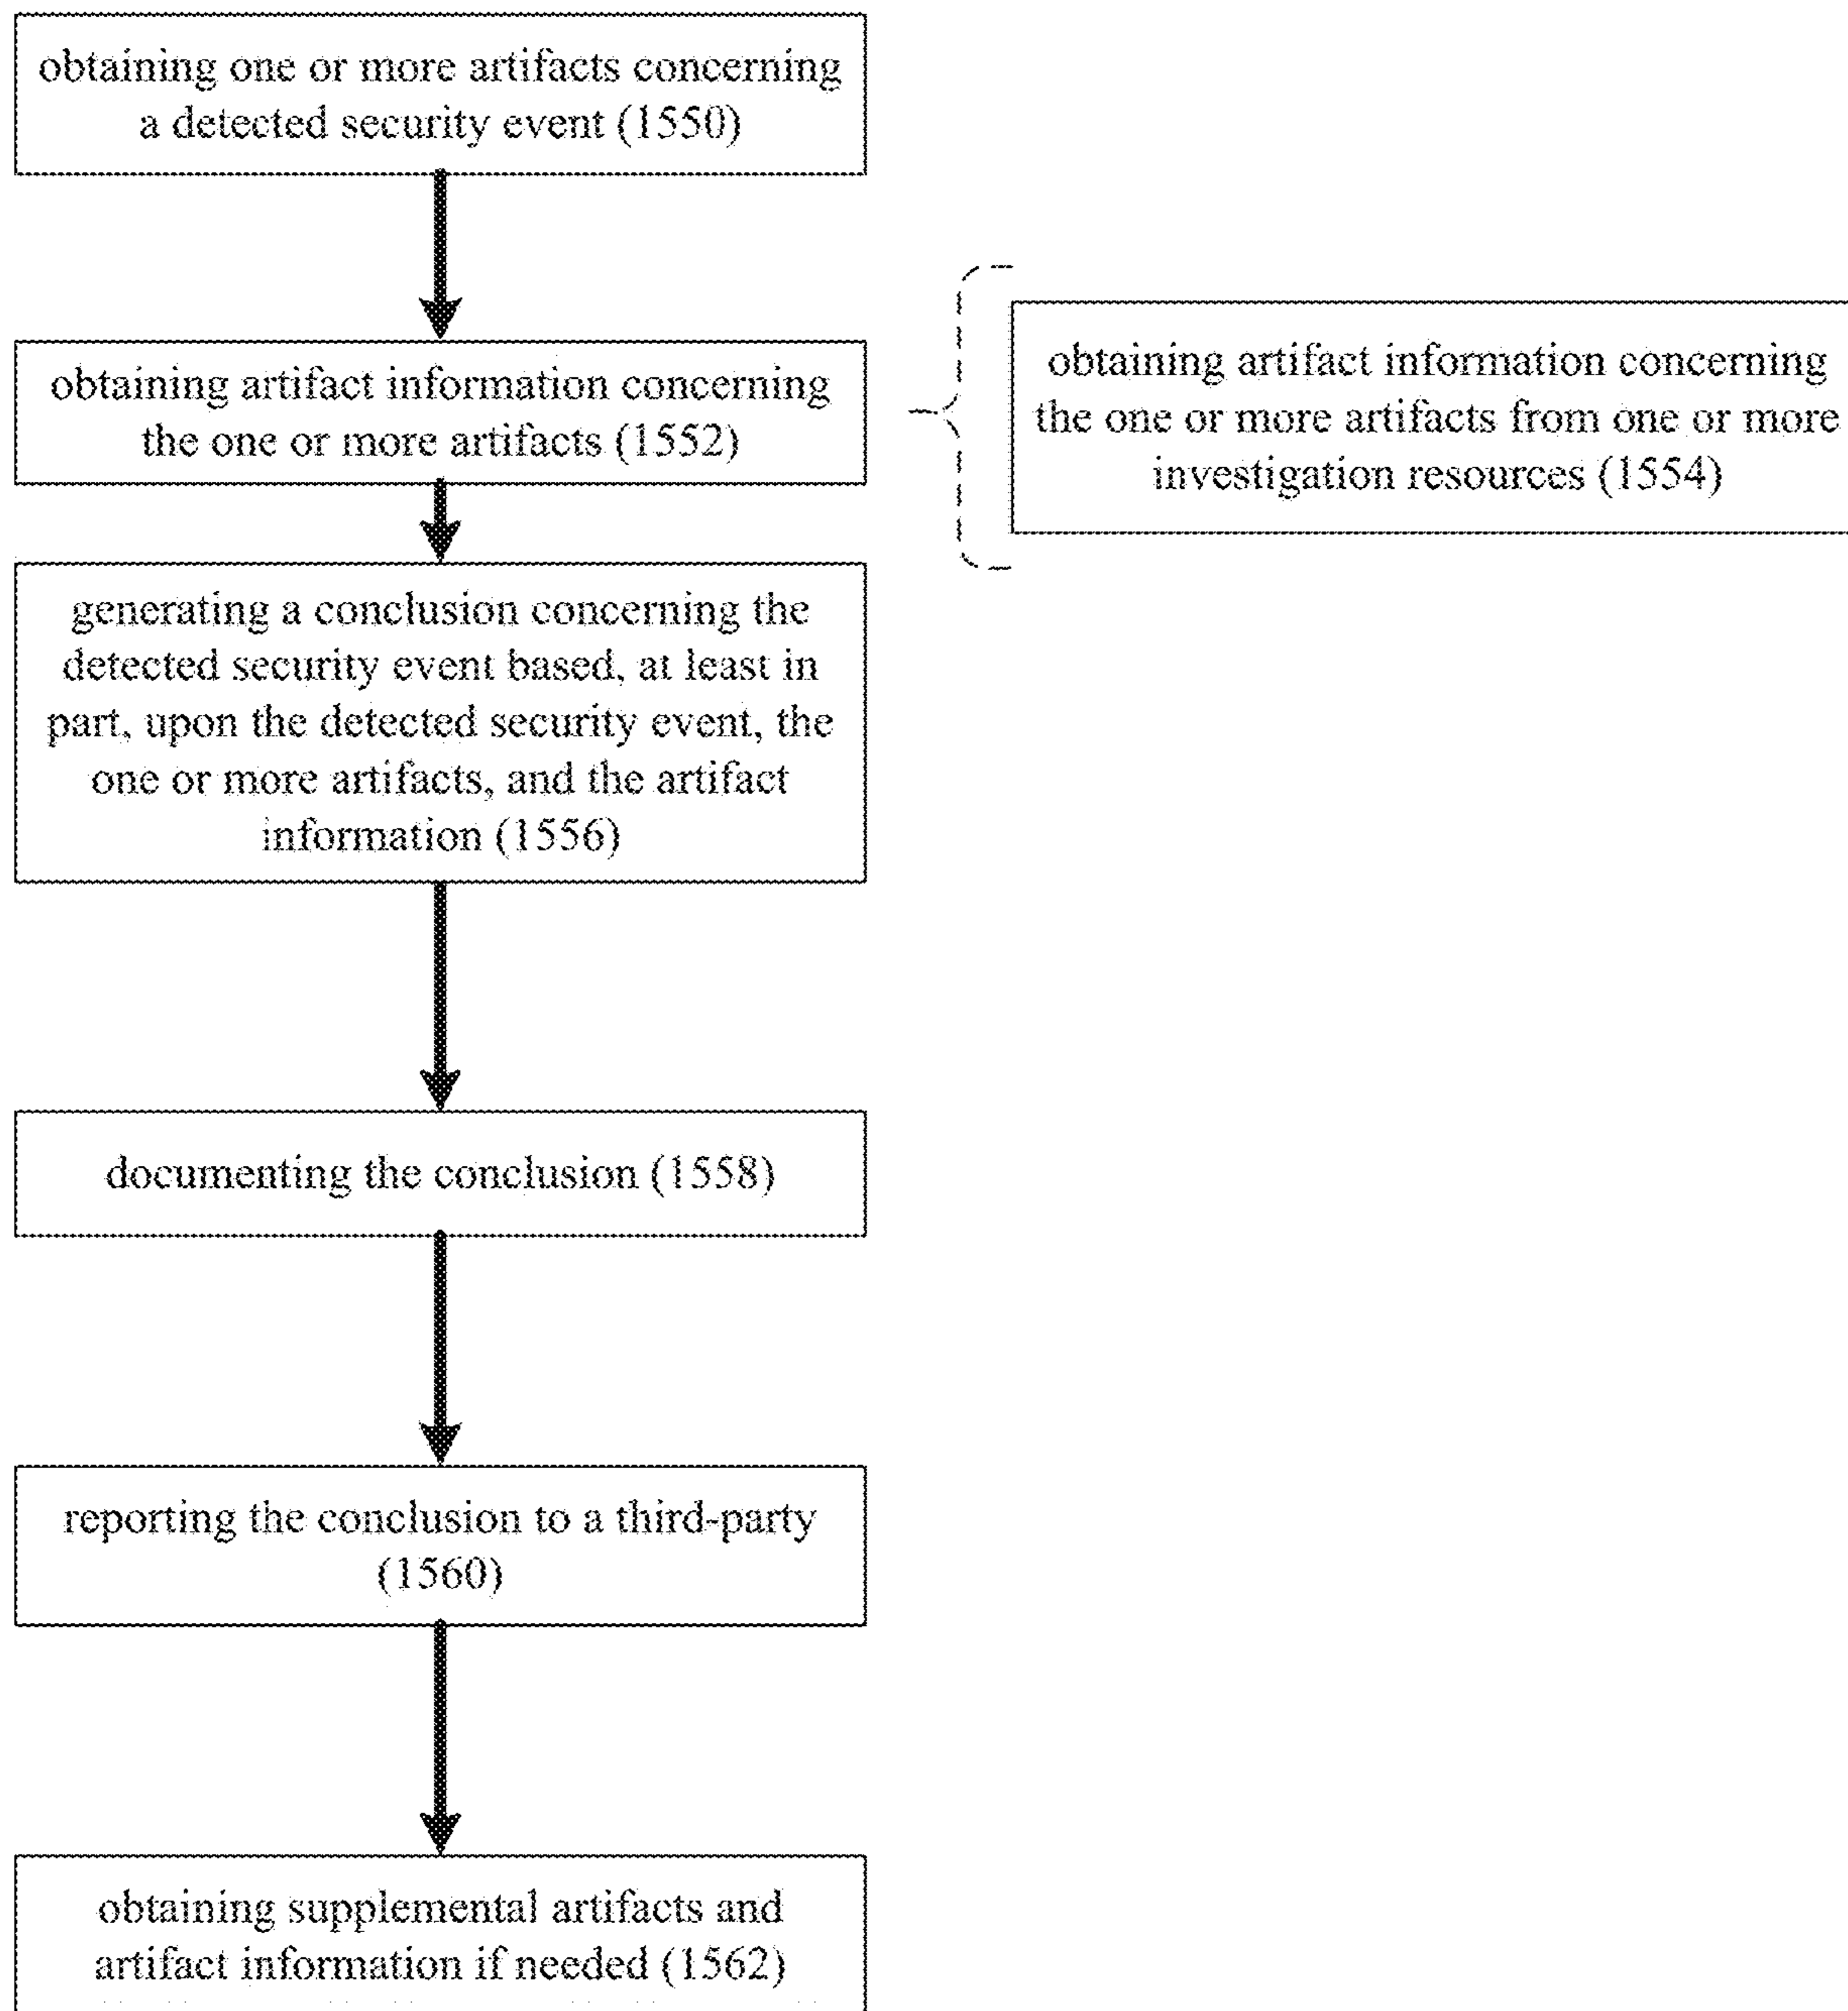 obtaining one or more artifacts concerning
a detected security event (1550)
obtaining artifact information concerning
the one or more artifacts (1552)
obtaining artifact information concerning
the one or more artifacts from one or more
investigation resources (1554)
generating a conclusion concerning the
detected security event based, at least in
part, upon the detected security event, the
one or more artifacts, and the artifact
information (1556)
documenting the conclusion (1558)
reporting the conclusion to a third-party
(1560)
obtaining supplemental artifacts and
artifact information if needed (1562)